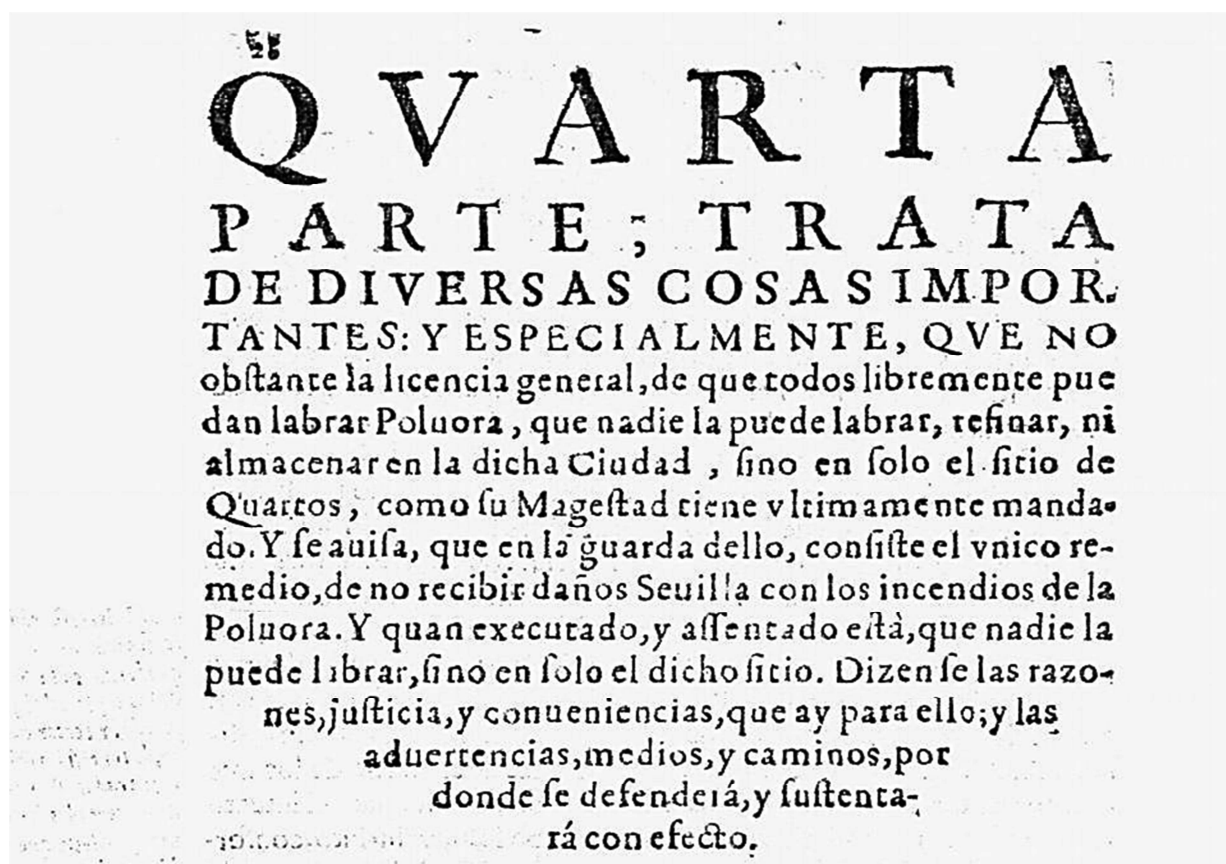 QVARTA
PARTE; TRATA
DE DIVERSAS COSAS IMPOR-
TANTES: Y ESPECIALMENTE, QVE NO
obſtante la licencia general, de que todos libremente pue
dan labrar Poluora, que nadie la puede labrar, refinar, ni
almacenar en la dicha Ciudad, ſino en ſolo el ſitio de
Quartos, como ſu Mageſtad tiene vltimamente manda-
do. Y ſe auiſa, que en la guarda dello, conſiſte el vnico re-
medio, de no recibir daños Seuilla con los incendios de la
Poluora. Y quan executado, y aſſentado eſtà, que nadie la
puede labrar, ſino en ſolo el dicho ſitio. Dizen ſe las razo-
nes, juſticia, y conueniencias, que ay para ello; y las
aduertencias, medios, y caminos, por
donde ſe defenderá, y ſuſtenta-
rá con efecto.